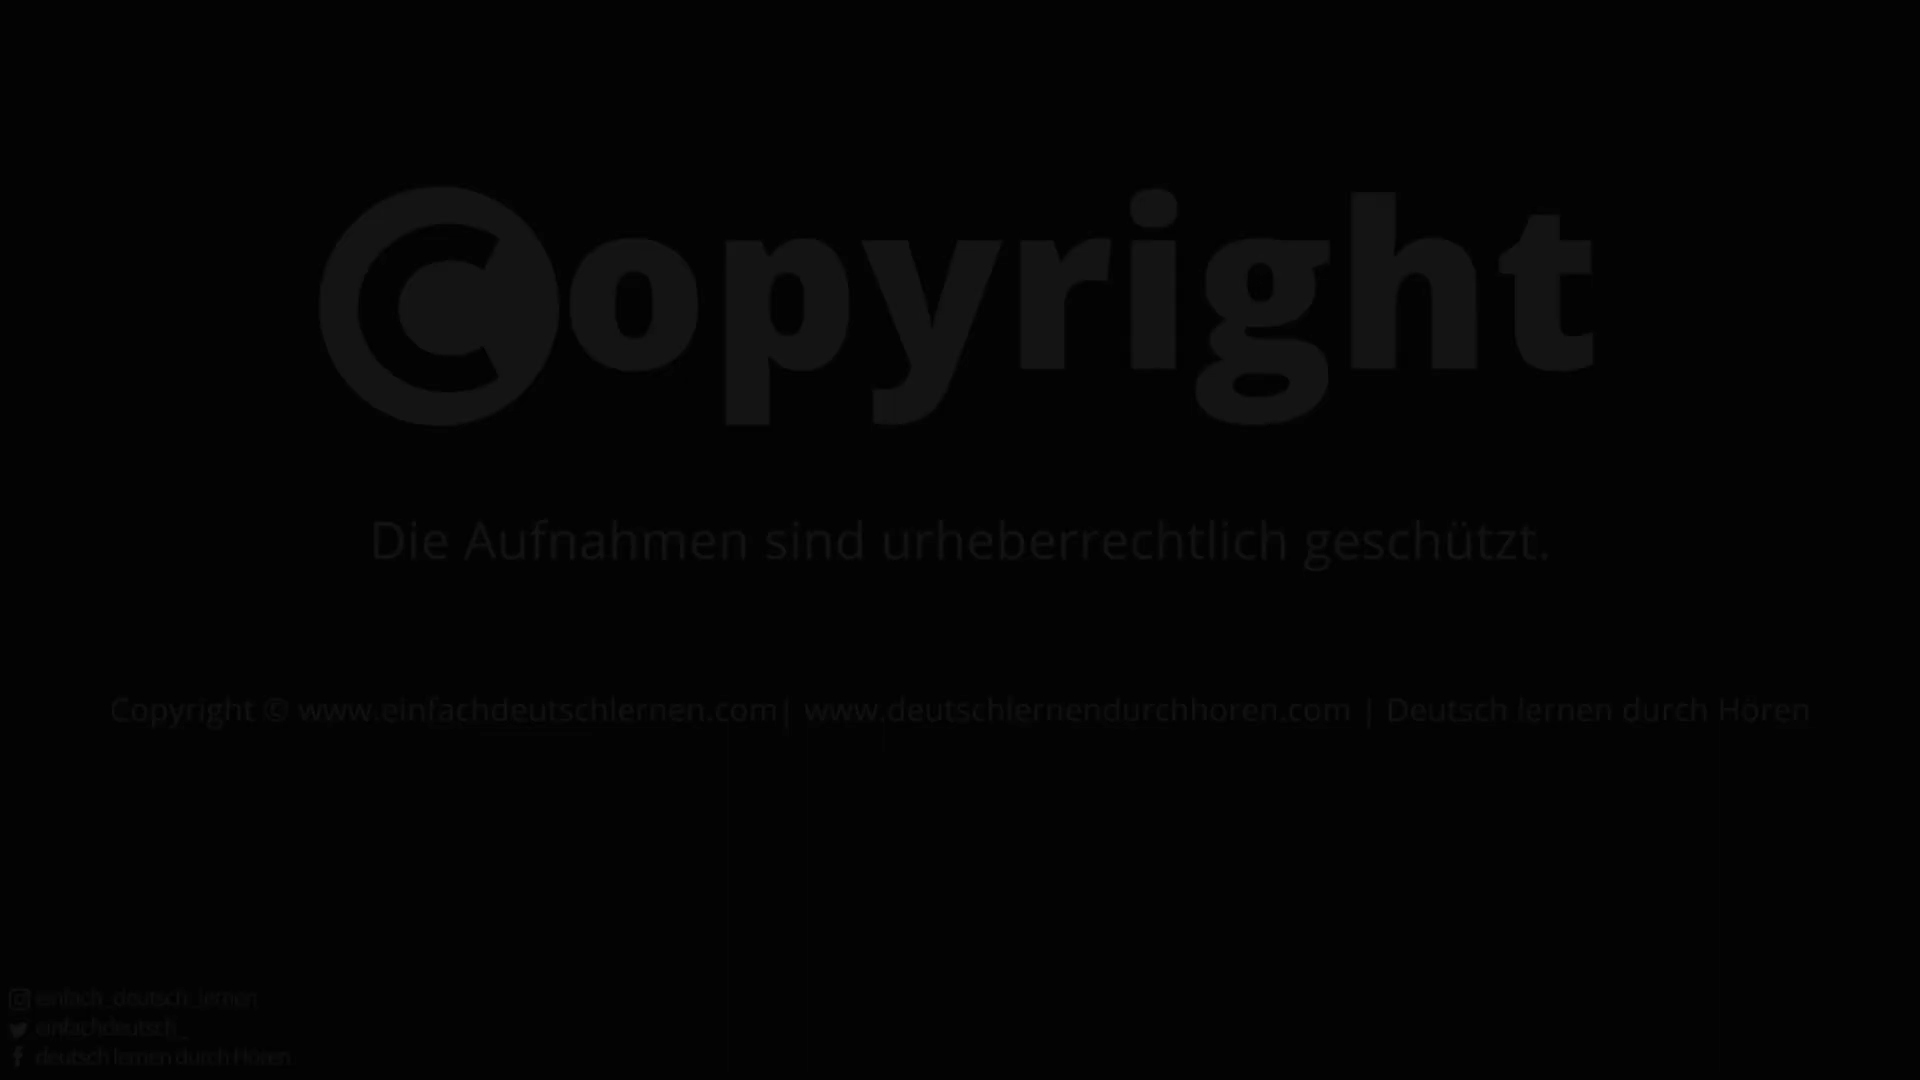 Copyright
Die Aufnahmen sind urheberrechtlich geschützt.
Copyright © www.einfachdeutschlernen.com| www.deutschlernendurchhoren.com | Deutsch lernen durch Hören
einfach_deutsch_lernen
einfachdeutsch_
deutsch lernen durch Hören